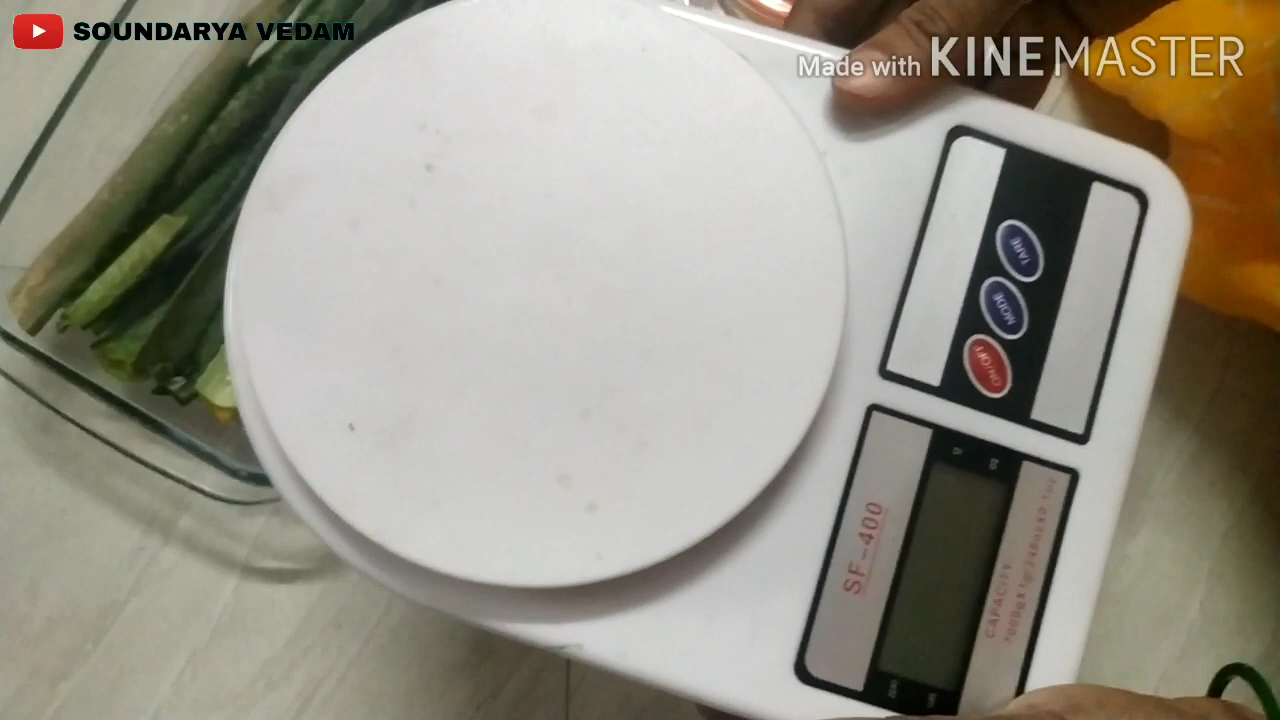 SOUNDARYA VEDAM
Made with KINEMASTER
TARE
MODE
ON/OFF
SF-400
CAPACITY